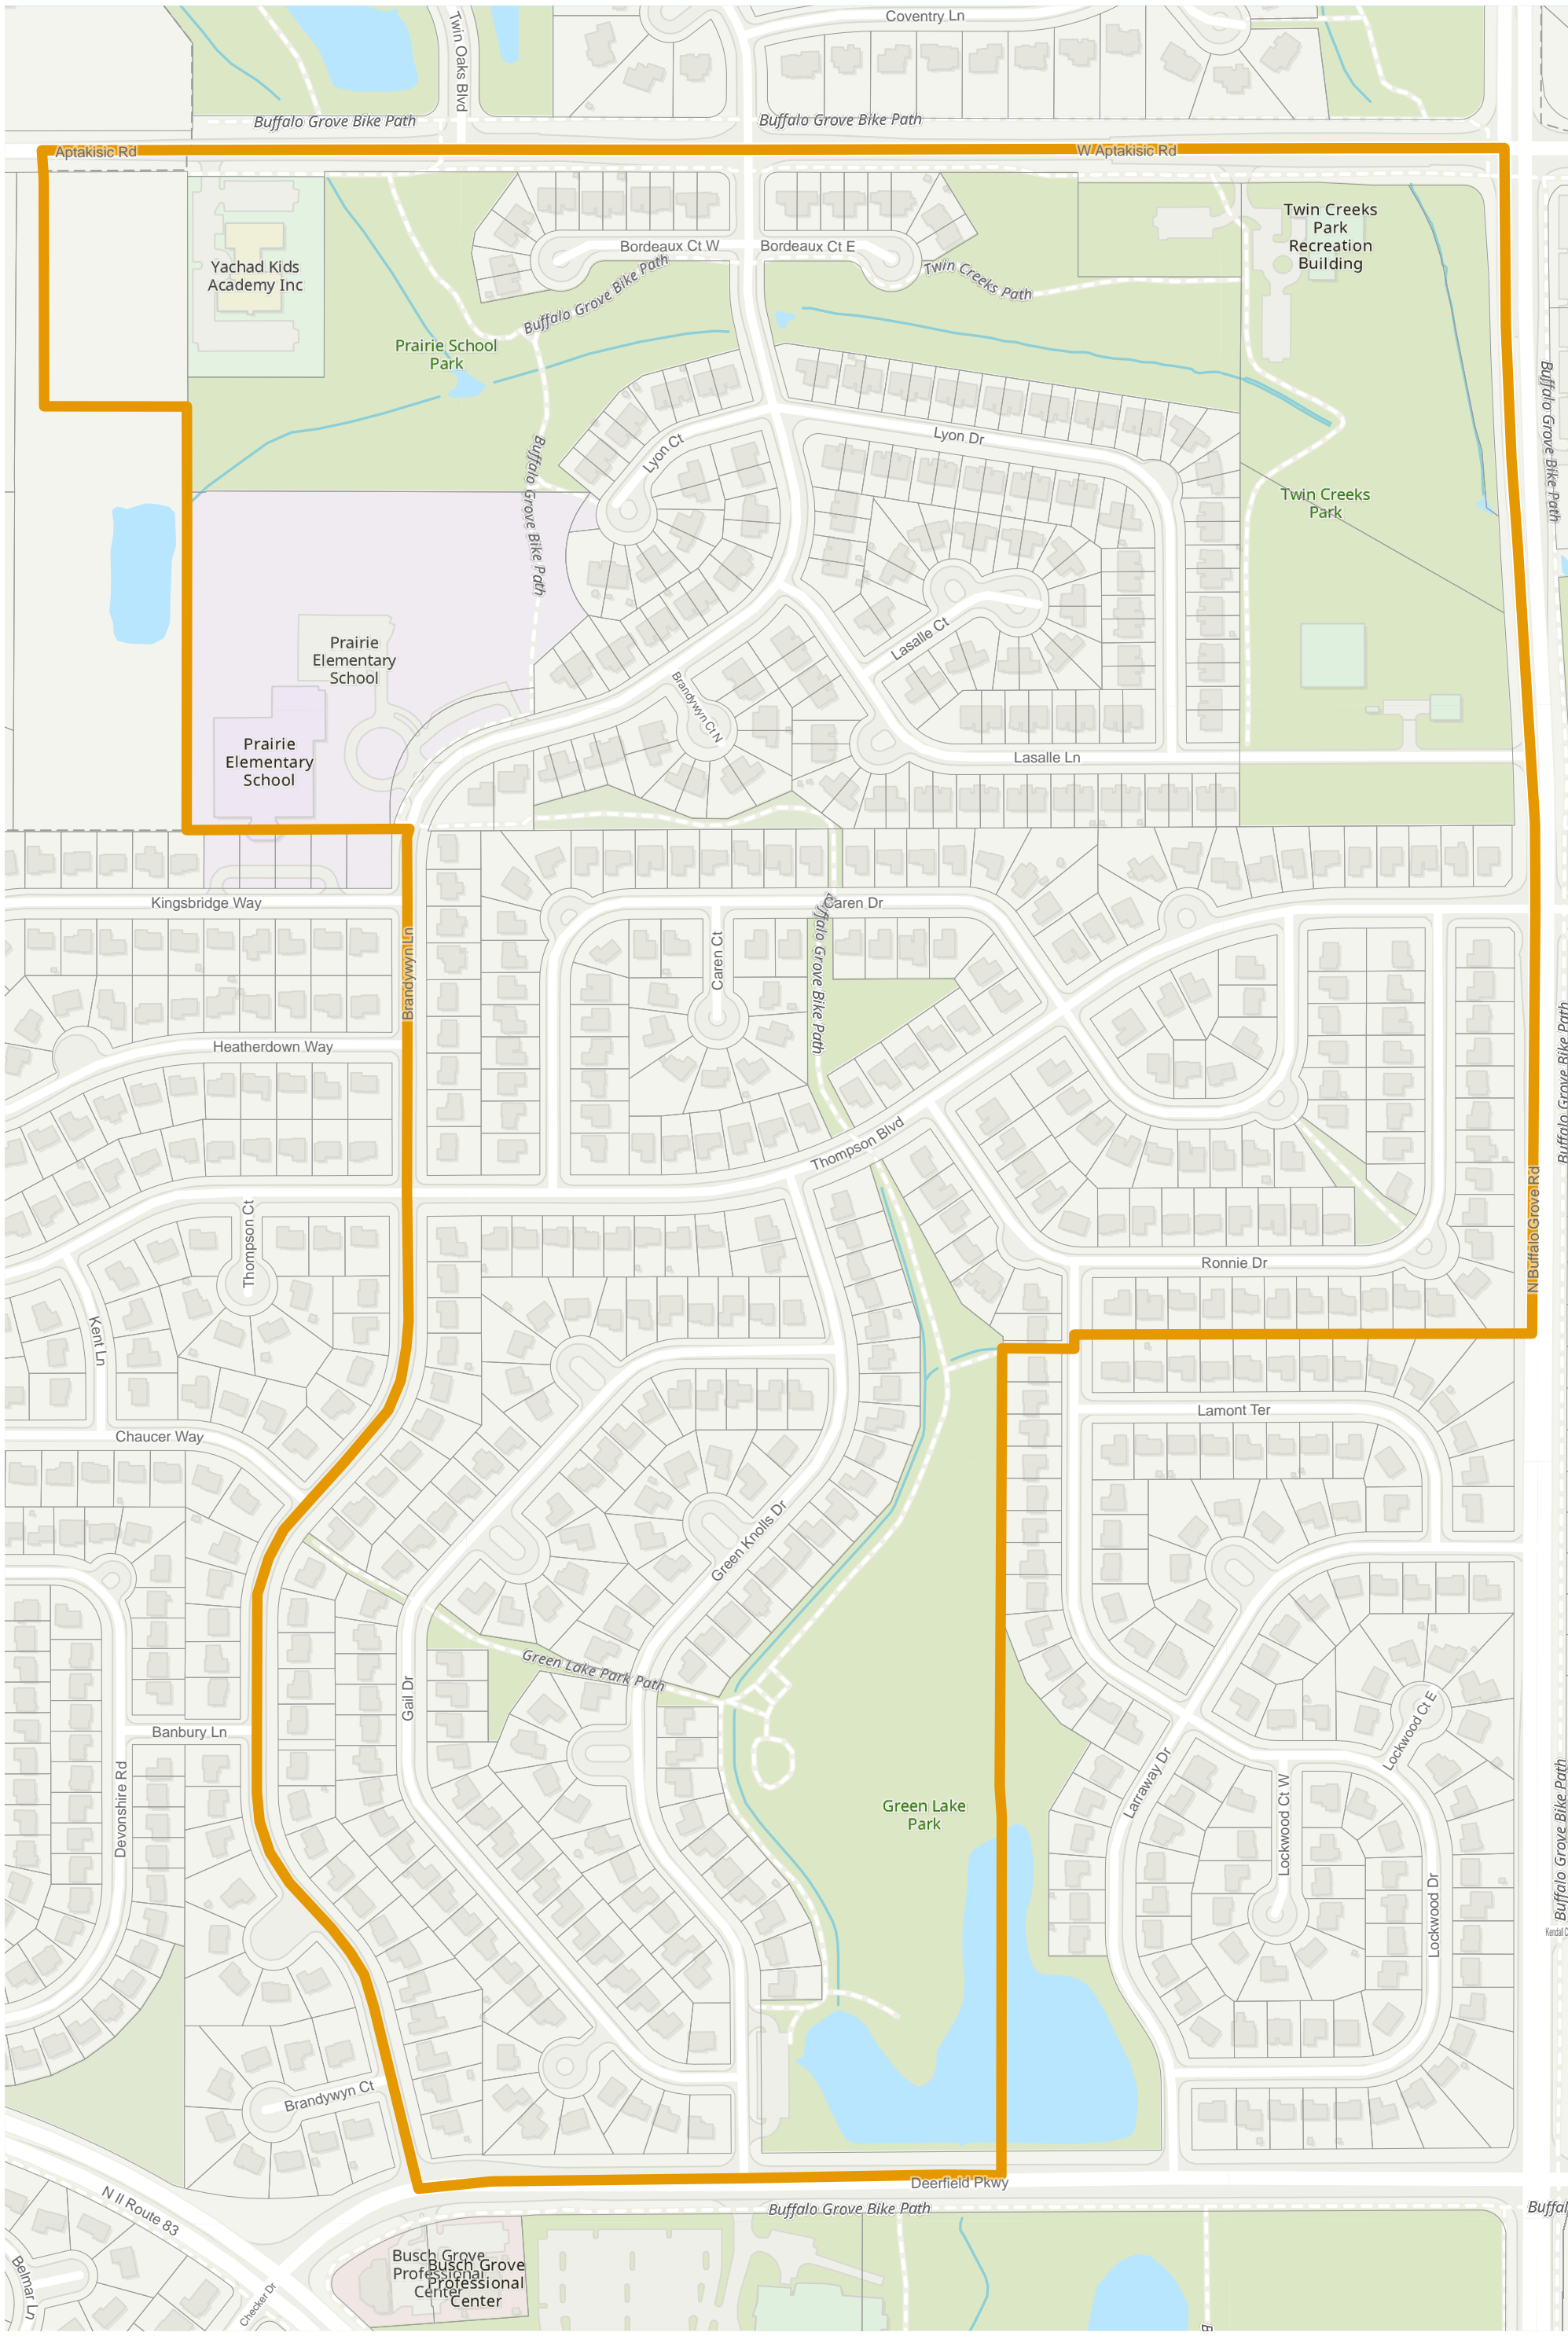 Coventry Ln
Twin Oaks Blvd
Buffalo Grove Bike Path
Buffalo Grove Bike Path
Aptakisic Rd
W Aptakisic Rd
Twin Creeks
Park
Recreation
Building
Bordeaux Ct W
Bordeaux Ct E
Yachad Kids
Academy Inc
Buffalo Grove Bike Path
Twin Creeks Path
Prairie School
Park
Buffalo Grove Bike Path
Lyon Ct
Lyon Dr
Buffalo Grove Bike Path
Twin Creeks
Park
Lasalle Ct
Prairie
Elementary
School
Brandywyn Ct N
Prairie
Elementary
School
Lasalle Ln
Kingsbridge Way
Caren Dr
Brandywyn Ln
Caren Ct
Buffalo Grove Bike Path
Heatherdown Way
Buffalo Grove Bike Path
Thompson Blvd
Thompson Ct
N Buffalo Grove Rd
Ronnie Dr
Kent Ln
Lamont Ter
Chaucer Way
Green Knolls Dr
Green Lake Park Path
Gail Dr
Banbury Ln
Lockwood Ct E
Devonshire Rd
Larraway Dr
Lockwood Ct W
Green Lake
Park
Buffalo Grove Bike Path
Lockwood Dr
Kendall C
Brandywyn Ct
Deerfield Pkwy
N Il Route 83
Buffalo Grove Bike Path
Buffal
Belmar Ln
Checker Dr
Busch Grove
Professional
Center
Busch Grove
Professional
Center
B